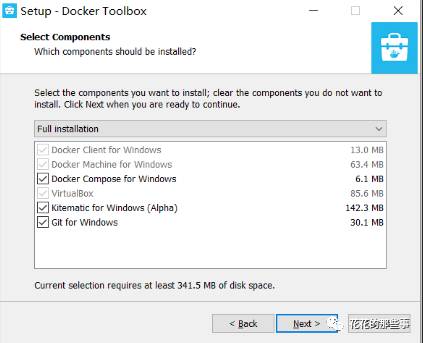 Setup - Docker Toolbox
Select Components
Which components should be installed?
Select the components you want to install; clear the components you do not want to
install. Click Next when you are ready to continue.
Full installation
Docker Client for Windows 13.0 MB
Docker Machine for Windows 63.4 MB
Docker Compose for Windows 6.1 MB
VirtualBox 85.6 MB
Kitematic for Windows (Alpha) 142.3 MB
Git for Windows 30.1 MB
Current selection requires at least 341.5 MB of disk space.
< Back Next > 花花的那些事